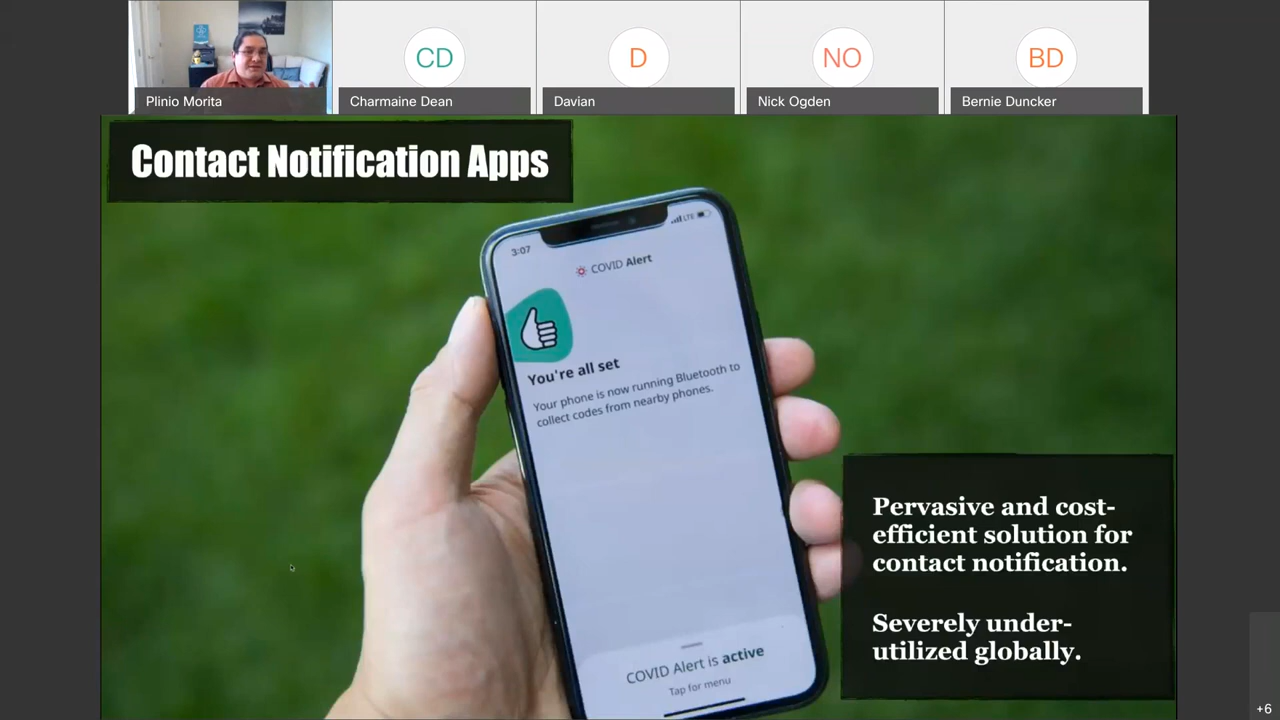 CD
D
NO
BD
Plinio Morita
Charmaine Dean
Davian
Nick Ogden
Bernie Duncker
Contact Notification Apps
3:07
LTE
COVID Alert
You're all set
Your phone is now running Bluetooth to
collect codes from nearby phones.
COVID Alert is active
Tap for menu
Pervasive and cost-
efficient solution for
contact notification.
Severely under-
utilized globally.
+6